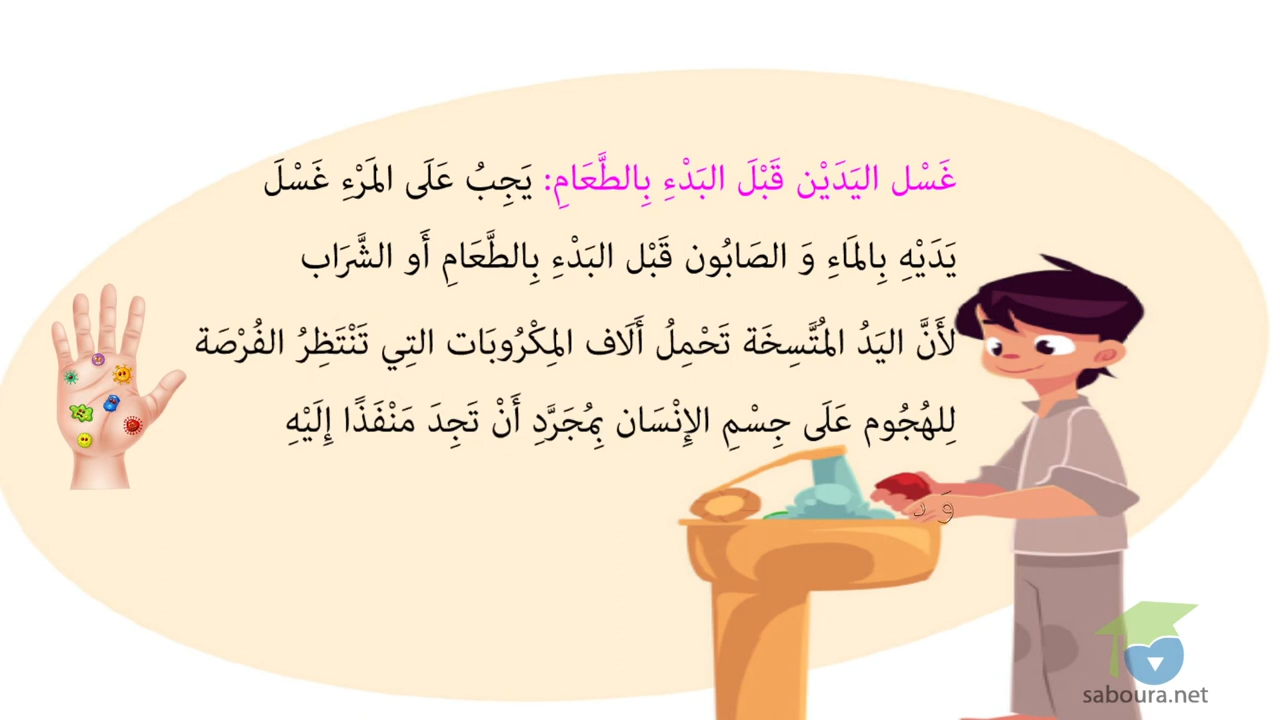 غَسْل اليَدَيْن قَبْلَ البَدْءِ بِالطَّعَامِ: يَجِبُ عَلَى المَرْءِ غَسْلَ
يَدَيْهِ بِالمَاءِ وَ الصَابُون قَبْل البَدْءِ بِالطَّعَامِ أَو الشَّرَاب
لأَنَّ اليَدُ المُتَّسِخَة تَحْمِلُ أَلَاف المِكْرُوبَات التِي تَنْتَظِرُ الفُرْصَة
لِلهُجُوم عَلَى جِسْمِ الإِنْسَان بِمُجَرَّدِ أَنْ تَجِدَ مَنْفَذًا إِلَيْهِ
وَ
saboura.net